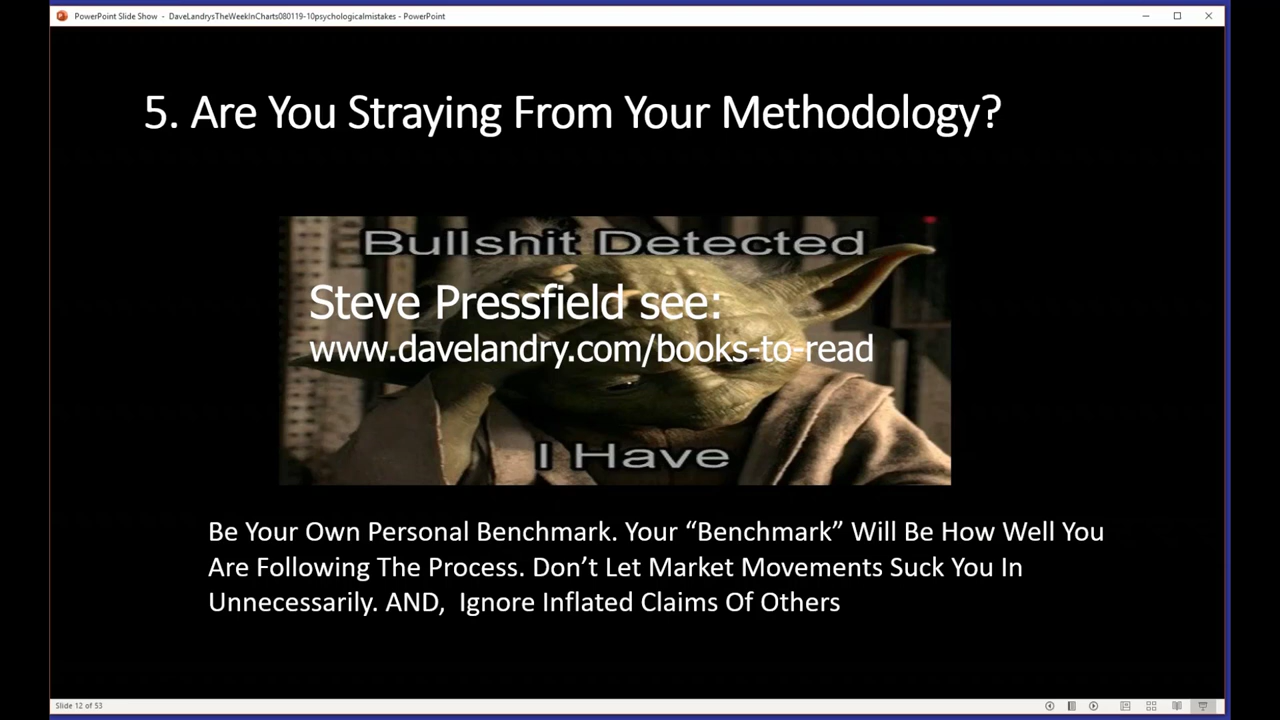 PowerPoint Slide Show - DaveLandrysTheWeekInCharts080119-10psychologicalmistakes - PowerPoint
5. Are You Straying From Your Methodology?
Bullshit Detected
Steve Pressfield see:
www.davelandry.com/books-to-read
I Have
Be Your Own Personal Benchmark. Your “Benchmark” Will Be How Well You
Are Following The Process. Don’t Let Market Movements Suck You In
Unnecessarily. AND,  Ignore Inflated Claims Of Others
Slide 12 of 53